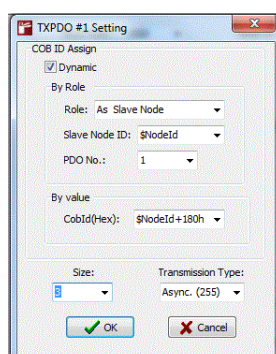 TXPDO #1 Setting
COB ID Assign
Dynamic
By Role
Role: As Slave Node
Slave Node ID: $NodeId
PDO No.: 1
By value
CobId(Hex): $NodeId+180h
Size: Transmission Type:
3 Async. (255)
OK Cancel